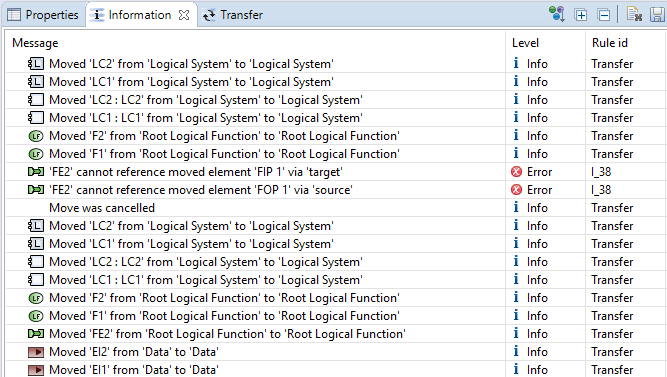 Properties Information Transfer
Message Level Rule id
Moved 'LC2' from 'Logical System' to 'Logical System' Info Transfer
Moved 'LC1' from 'Logical System' to 'Logical System' Info Transfer
Moved 'LC2 : LC2' from 'Logical System' to 'Logical System' Info Transfer
Moved 'LC1 : LC1' from 'Logical System' to 'Logical System' Info Transfer
Moved 'F2' from 'Root Logical Function' to 'Root Logical Function' Info Transfer
Moved 'F1' from 'Root Logical Function' to 'Root Logical Function' Info Transfer
'FE2' cannot reference moved element 'FIP 1' via 'target' Error I_38
'FE2' cannot reference moved element 'FOP 1' via 'source' Error I_38
Move was cancelled Info Transfer
Moved 'LC2' from 'Logical System' to 'Logical System' Info Transfer
Moved 'LC1' from 'Logical System' to 'Logical System' Info Transfer
Moved 'LC2 : LC2' from 'Logical System' to 'Logical System' Info Transfer
Moved 'LC1 : LC1' from 'Logical System' to 'Logical System' Info Transfer
Moved 'F2' from 'Root Logical Function' to 'Root Logical Function' Info Transfer
Moved 'F1' from 'Root Logical Function' to 'Root Logical Function' Info Transfer
Moved 'FE2' from 'Root Logical Function' to 'Root Logical Function' Info Transfer
Moved 'EI2' from 'Data' to 'Data' Info Transfer
Moved 'EI1' from 'Data' to 'Data' Info Transfer